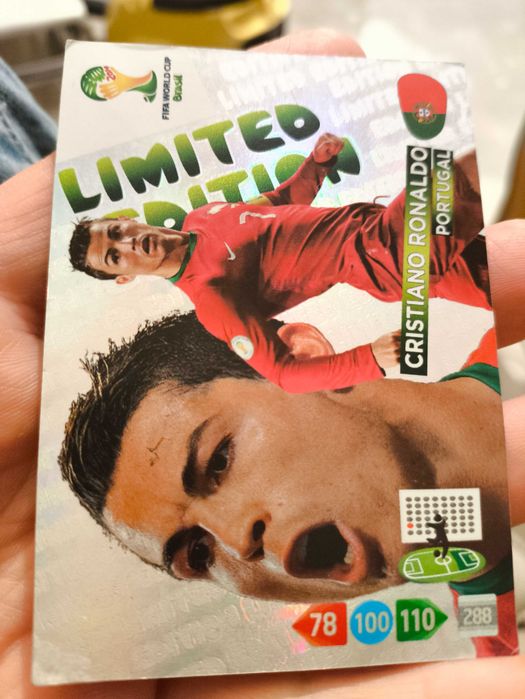 FIFA WORLD CUP
Brasil
LIMITED
EDITION
7
CRISTIANO RONALDO
PORTUGAL
78 100 110 288